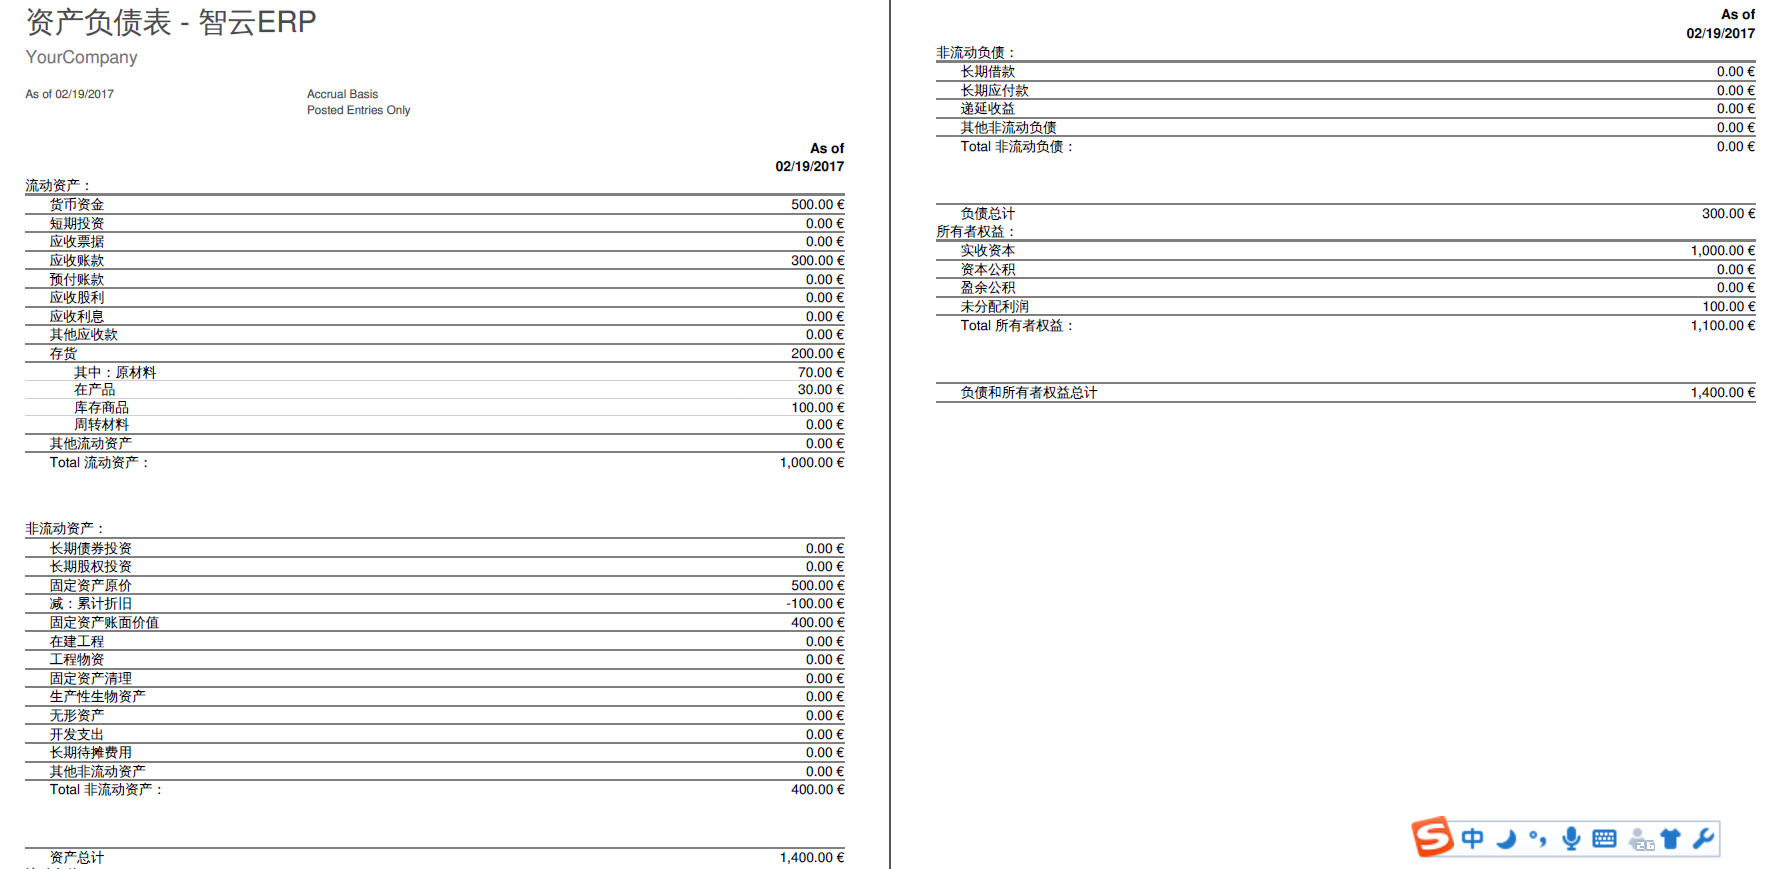 资产负债表 - 智云ERP
YourCompany
As of 02/19/2017 Accrual Basis
Posted Entries Only
As of
02/19/2017
流动资产：
货币资金 500.00 €
短期投资 0.00 €
应收票据 0.00 €
应收账款 300.00 €
预付账款 0.00 €
应收股利 0.00 €
应收利息 0.00 €
其他应收款 0.00 €
存货 200.00 €
其中：原材料 70.00 €
在产品 30.00 €
库存商品 100.00 €
周转材料 0.00 €
其他流动资产 0.00 €
Total 流动资产： 1,000.00 €
非流动资产：
长期债券投资 0.00 €
长期股权投资 0.00 €
固定资产原价 500.00 €
减：累计折旧 -100.00 €
固定资产账面价值 400.00 €
在建工程 0.00 €
工程物资 0.00 €
固定资产清理 0.00 €
生产性生物资产 0.00 €
无形资产 0.00 €
开发支出 0.00 €
长期待摊费用 0.00 €
其他非流动资产 0.00 €
Total 非流动资产： 400.00 €
资产总计 1,400.00 €
As of
02/19/2017
非流动负债：
长期借款 0.00 €
长期应付款 0.00 €
递延收益 0.00 €
其他非流动负债 0.00 €
Total 非流动负债： 0.00 €
负债总计 300.00 €
所有者权益：
实收资本 1,000.00 €
资本公积 0.00 €
盈余公积 0.00 €
未分配利润 100.00 €
Total 所有者权益： 1,100.00 €
负债和所有者权益总计 1,400.00 €
中